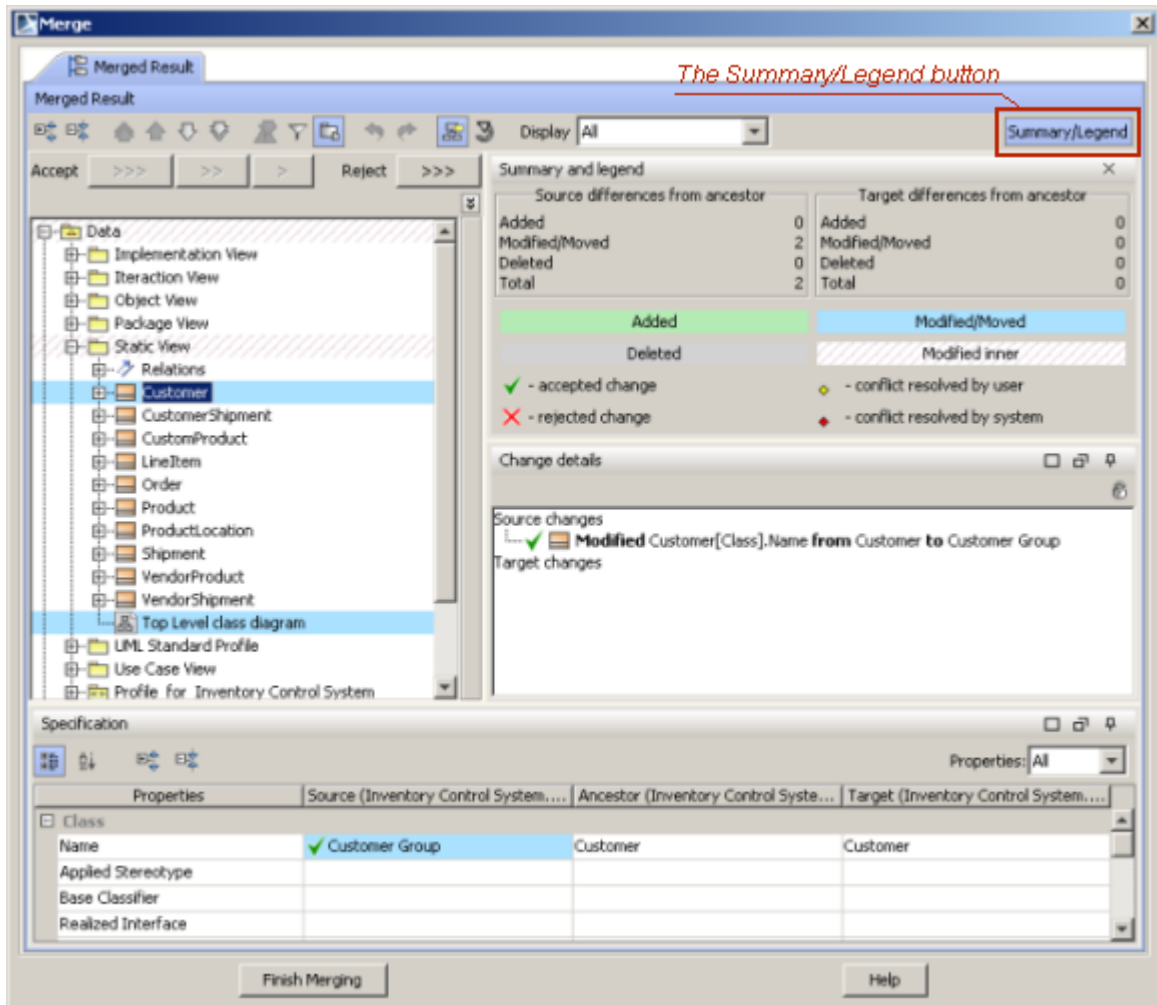 Merge
Merged Result
The Summary/Legend button
Merged Result
Display All
Summary/Legend
Accept >>> >> > Reject >>>
Data
Implementation View
Iteraction View
Object View
Package View
Static View
Relations
Customer
CustomerShipment
CustomProduct
LineItem
Order
Product
ProductLocation
Shipment
VendorProduct
VendorShipment
Top Level class diagram
UML Standard Profile
Use Case View
Profile for Inventory Control System
Summary and legend
Source differences from ancestor
Added 0
Modified/Moved 2
Deleted 0
Total 2
Target differences from ancestor
Added 0
Modified/Moved 0
Deleted 0
Total 0
Added Modified/Moved
Deleted Modified inner
- accepted change - conflict resolved by user
- rejected change - conflict resolved by system
Change details
Source changes
Modified Customer[Class].Name from Customer to Customer Group
Target changes
Specification
Properties: All
Properties Source (Inventory Control System.... Ancestor (Inventory Control Syste... Target (Inventory Control System....
Class
Name Customer Group Customer Customer
Applied Stereotype
Base Classifier
Realized Interface
Finish Merging Help